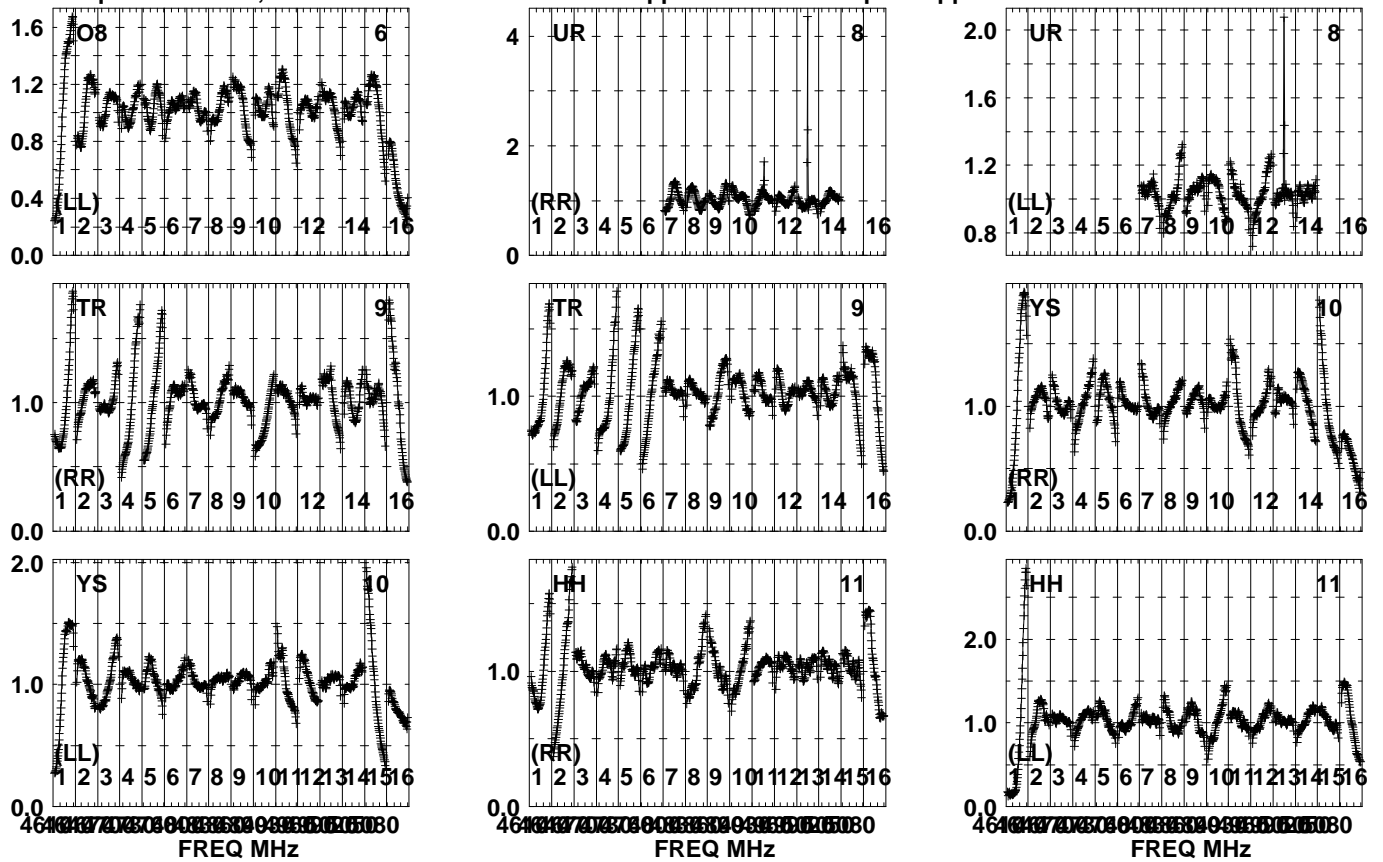 1.6 O8 6
1.2
0.8
0.4 (LL)
1 2 3 4 5 6 7 8 9 10 12 14 16
0.0
4 UR 8
2
(RR)
1 2 3 4 5 6 7 8 9 10 12 14 16
0
2.0 UR 8
1.6
1.2
(LL)
1 2 3 4 5 6 7 8 9 10 12 14 16
0.8
TR 9
1.0
(RR)
1 2 3 4 5 6 7 8 9 10 12 14 16
0.0
TR 9
1.0
(LL)
1 2 3 4 5 6 7 8 9 10 12 14 16
0.0
YS 10
1.0
(RR)
1 2 3 4 5 6 7 8 9 10 12 14 16
0.0
2.0 YS 10
1.0
(LL)
1 2 3 4 5 6 7 8 9 10 11 12 13 14 15 16
0.0
FREQ MHz
HH 11
1.0
(RR)
1 2 3 4 5 6 7 8 9 10 11 12 13 14 15 16
0.0
FREQ MHz
HH 11
2.0
1.0
(LL)
1 2 3 4 5 6 7 8 9 10 11 12 13 14 15 16
0.0
FREQ MHz